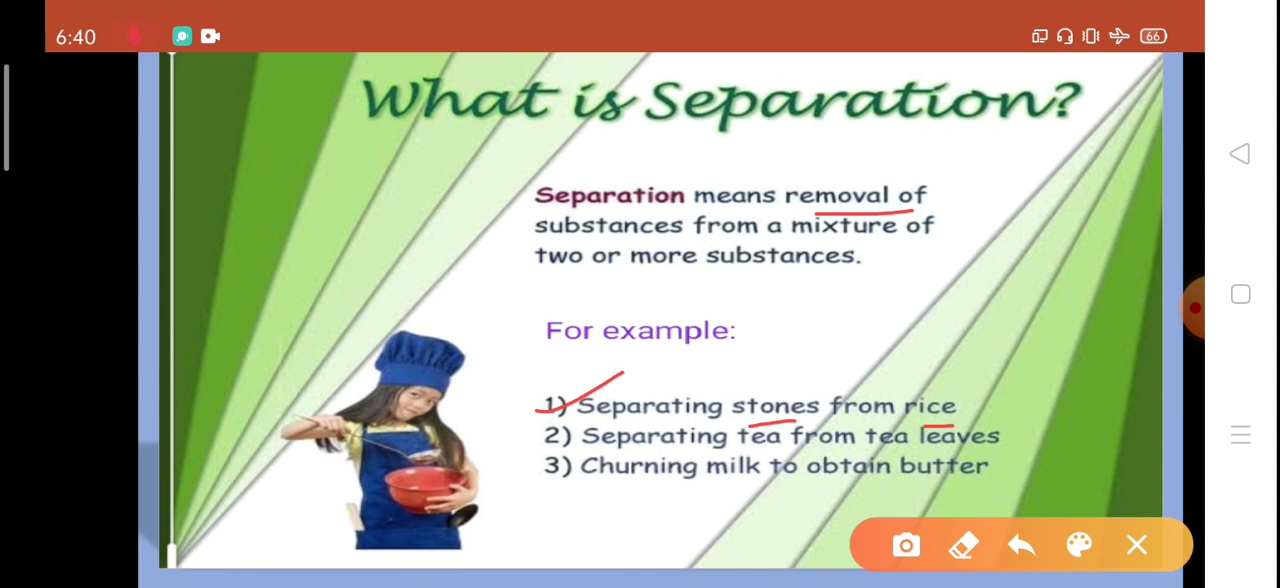 6:40
66
What is Separation?
Separation means removal of
substances from a mixture of
two or more substances.
For example:
1) Separating stones from rice
2) Separating tea from tea leaves
3) Churning milk to obtain butter